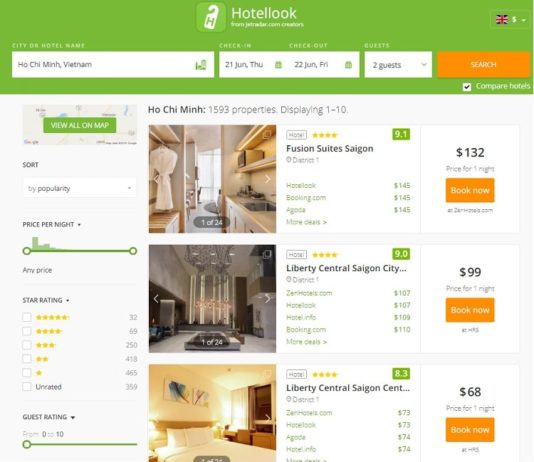 Hotellook
from jetradar.com creators
$
CITY OR HOTEL NAME
CHECK-IN
CHECK-OUT
GUESTS
Ho Chi Minh, Vietnam
21 Jun, Thu
22 Jun, Fri
2 guests
SEARCH
Compare hotels
VIEW ALL ON MAP
Google
SORT
by popularity
PRICE PER NIGHT
Any price
STAR RATING
32
69
250
418
465
Unrated 359
GUEST RATING
From 0 to 10
Ho Chi Minh: 1593 properties. Displaying 1–10.
1 of 24
Hotel
9.1
Fusion Suites Saigon
District 1
Hotellook $145
Booking.com $145
Agoda $145
More deals >
$132
Price for 1 night
Book now
at ZenHotels.com
1 of 24
Hotel
9.0
Liberty Central Saigon City...
District 1
ZenHotels.com $107
Hotellook $107
Hotel.info $109
Booking.com $110
More deals >
$99
Price for 1 night
Book now
at HRS
1 of 24
Hotel
8.3
Liberty Central Saigon Cent...
District 1
ZenHotels.com $73
Hotellook $73
Agoda $74
Hotel.info $74
More deals >
$68
Price for 1 night
Book now
at HRS